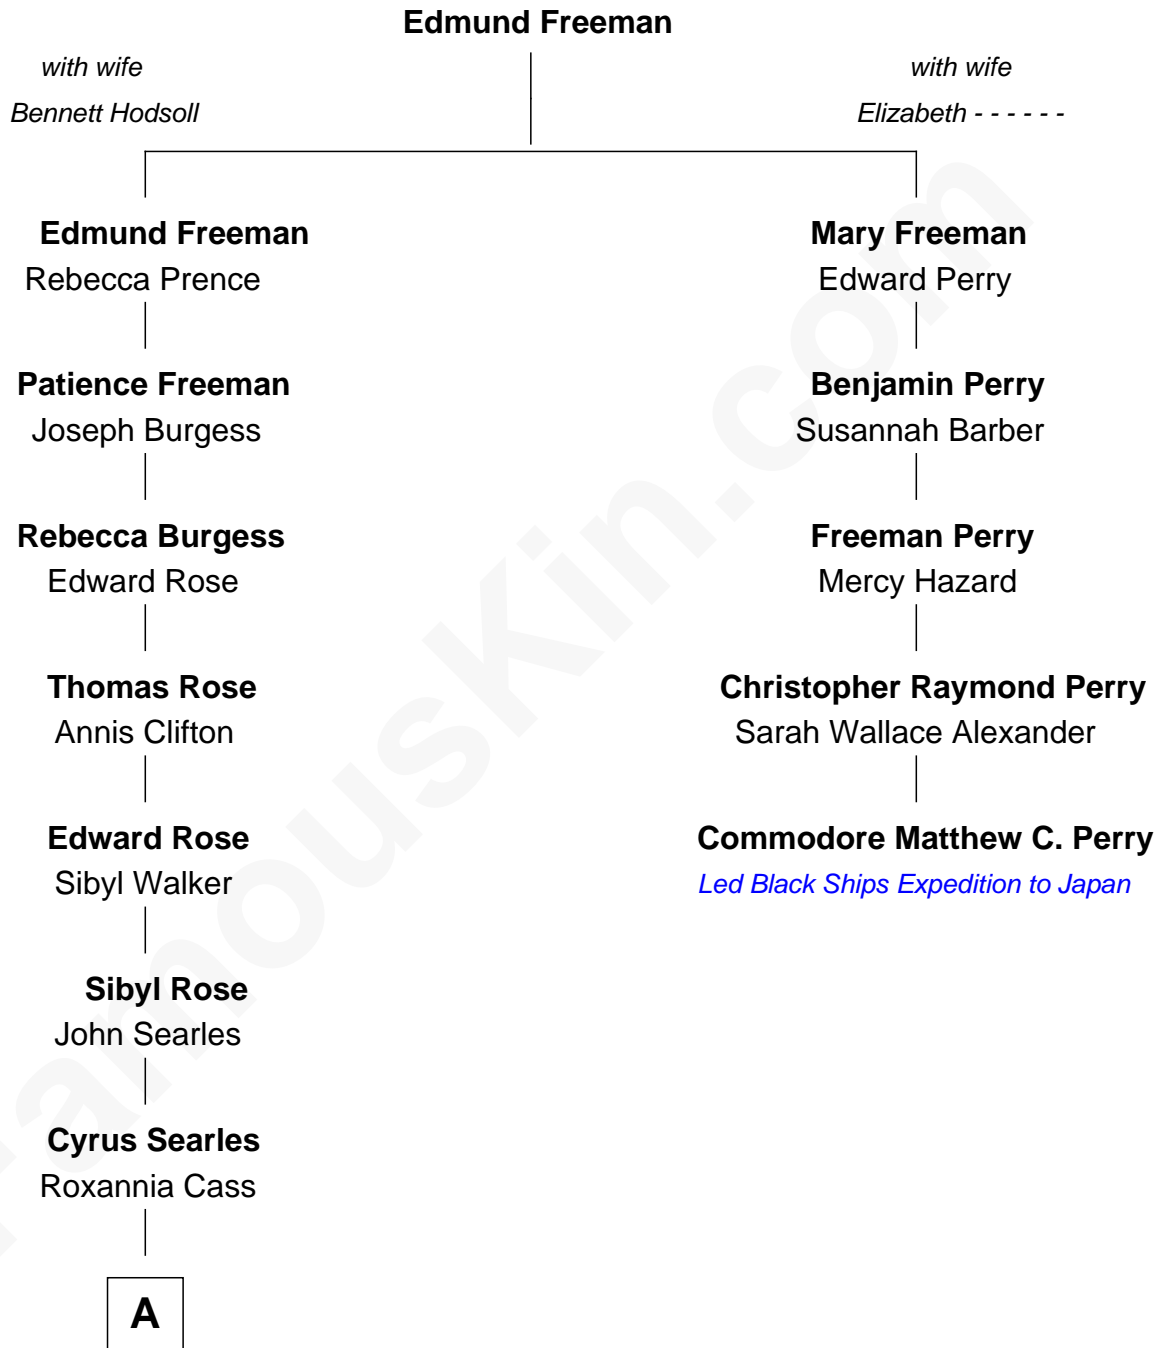 Edmund Freeman
with wife
Bennett Hodsoll
with wife
Elizabeth - - - - - -
Edmund Freeman
Rebecca Prence
Mary Freeman
Edward Perry
Patience Freeman
Joseph Burgess
Benjamin Perry
Susannah Barber
Rebecca Burgess
Edward Rose
Freeman Perry
Mercy Hazard
Thomas Rose
Annis Clifton
Christopher Raymond Perry
Sarah Wallace Alexander
Edward Rose
Sibyl Walker
Commodore Matthew C. Perry
Led Black Ships Expedition to Japan
Sibyl Rose
John Searles
Cyrus Searles
Roxannia Cass
A
FamousKin.com